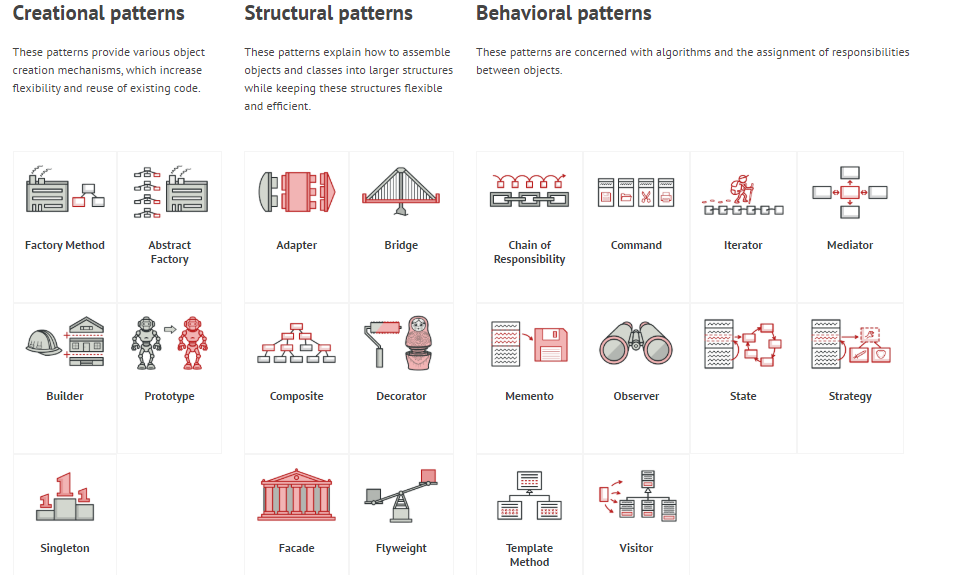 Creational patterns
These patterns provide various object
creation mechanisms, which increase
flexibility and reuse of existing code.
Structural patterns
These patterns explain how to assemble
objects and classes into larger structures
while keeping these structures flexible
and efficient.
Behavioral patterns
These patterns are concerned with algorithms and the assignment of responsibilities
between objects.
Factory Method
Abstract
Factory
Builder
Prototype
1
1
1
Singleton
Adapter
Bridge
Composite
Decorator
Facade
Flyweight
Chain of
Responsibility
Command
Iterator
Mediator
Memento
Observer
State
Strategy
Template
Method
Visitor